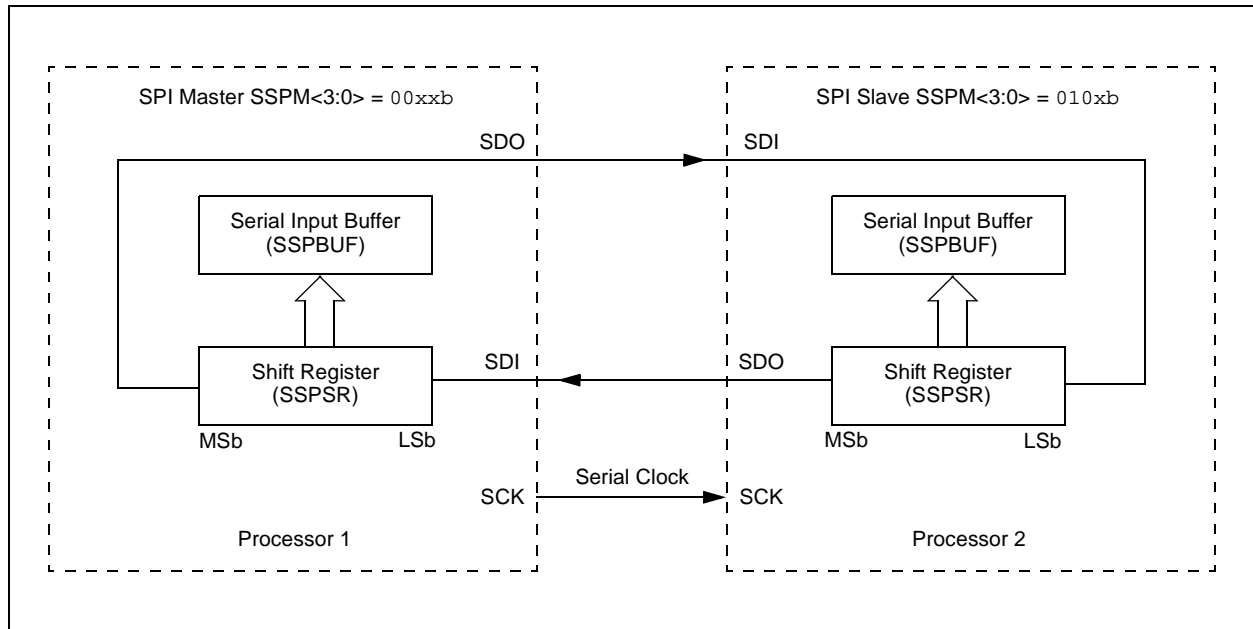 SPI Master SSPM<3:0> = 00xxb
SDO
Serial Input Buffer
(SSPBUF)
Shift Register
(SSPSR)
MSb
LSb
SDI
SCK
Processor 1
Serial Clock
SPI Slave SSPM<3:0> = 010xb
SDI
Serial Input Buffer
(SSPBUF)
SDO
Shift Register
(SSPSR)
MSb
LSb
SCK
Processor 2